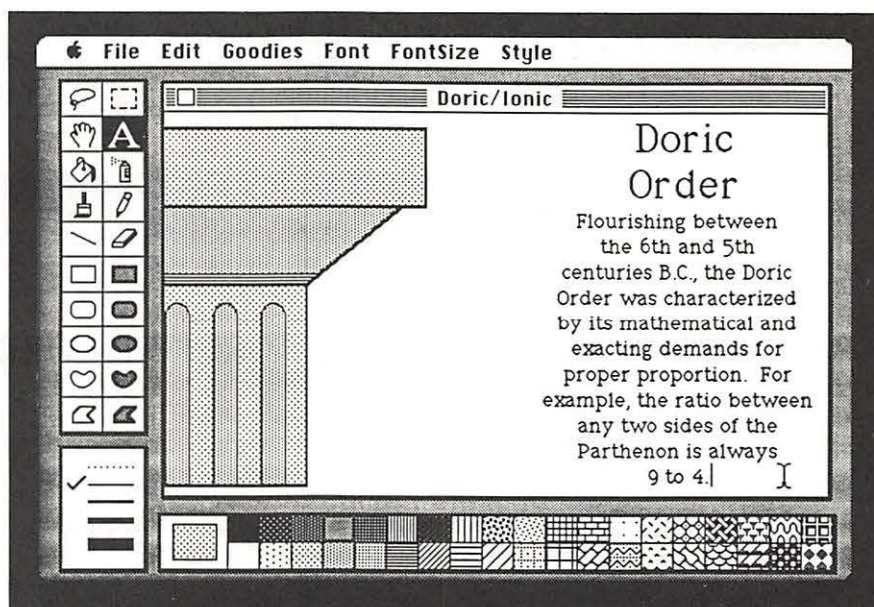 File Edit Goodies Font FontSize Style
Doric/Ionic
A
Doric
Order
Flourishing between
the 6th and 5th
centuries B.C., the Doric
Order was characterized
by its mathematical and
exacting demands for
proper proportion. For
example, the ratio between
any two sides of the
Parthenon is always
9 to 4.